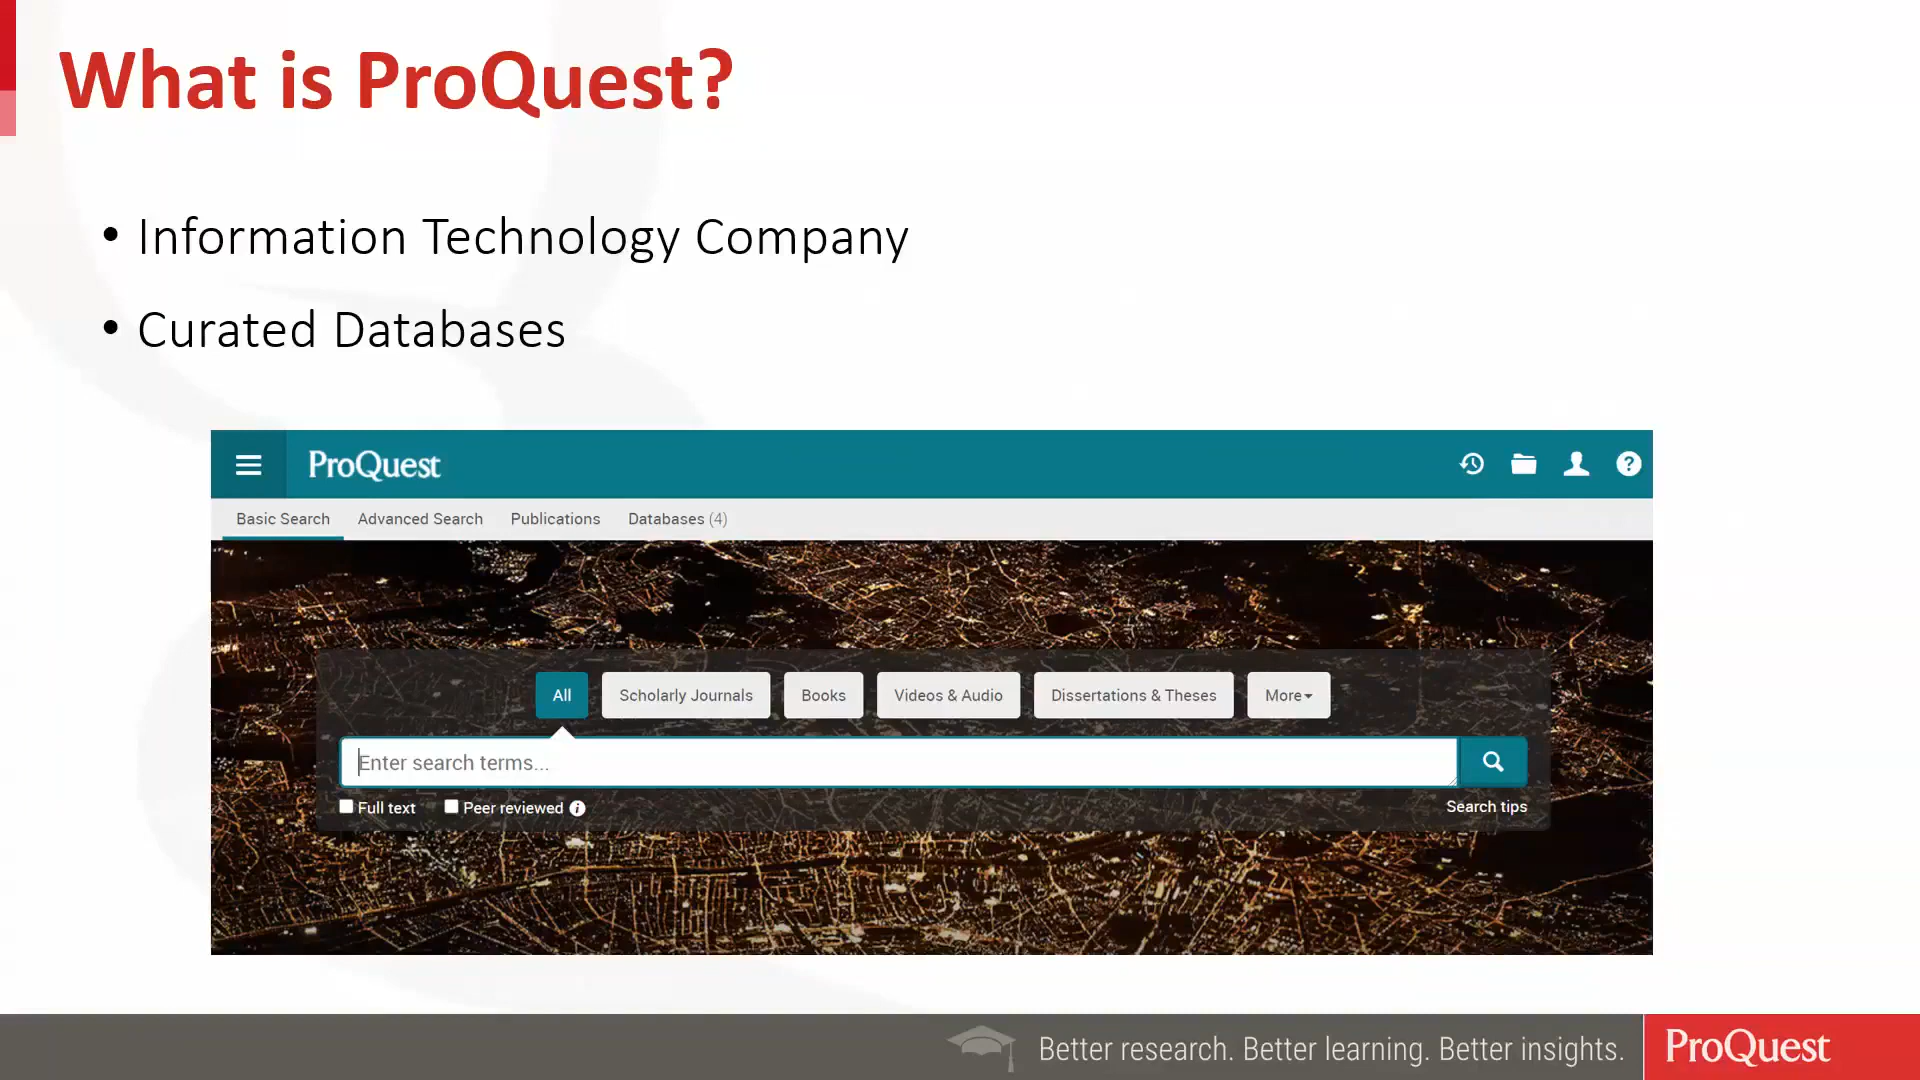 What is ProQuest?
• Information Technology Company
• Curated Databases
ProQuest
Basic Search Advanced Search Publications Databases (4)
All Scholarly Journals Books Videos & Audio Dissertations & Theses More
Enter search terms...
Full text Peer reviewed Search tips
Better research. Better learning. Better insights. ProQuest